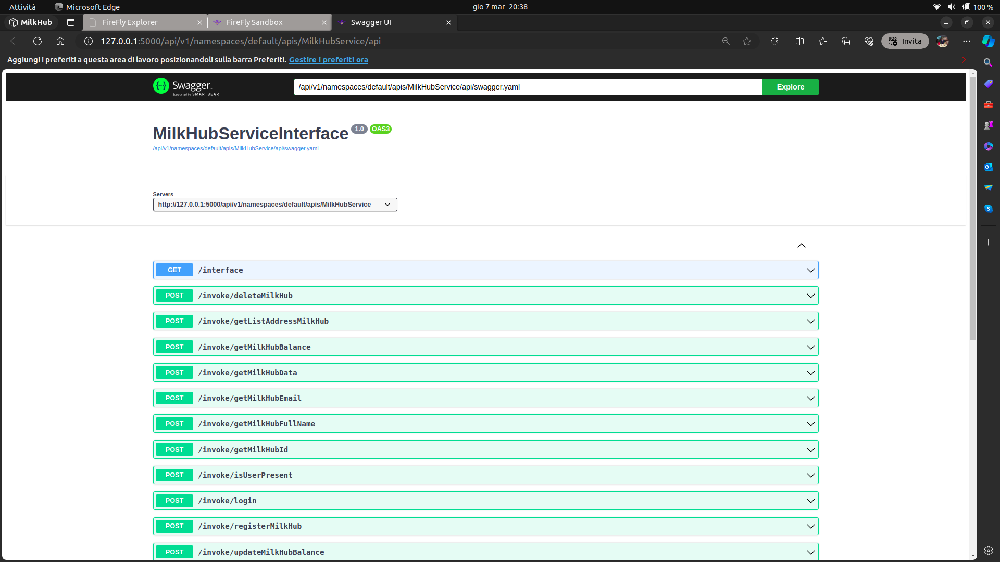 Attività Microsoft Edge gio 7 mar 20:38 100 %
MilkHub FireFly Explorer FireFly Sandbox Swagger UI
127.0.0.1:5000/api/v1/namespaces/default/apis/MilkHubService/api Invita
Aggiungi i preferiti a questa area di lavoro posizionandoli sulla barra Preferiti. Gestire i preferiti ora
Swagger /api/v1/namespaces/default/apis/MilkHubService/api/swagger.yaml Explore
Supported by SMARTBEAR
MilkHubServiceInterface 1.0 OAS3
/api/v1/namespaces/default/apis/MilkHubService/api/swagger.yaml
Servers
http://127.0.0.1:5000/api/v1/namespaces/default/apis/MilkHubService
GET /interface
POST /invoke/deleteMilkHub
POST /invoke/getListAddressMilkHub
POST /invoke/getMilkHubBalance
POST /invoke/getMilkHubData
POST /invoke/getMilkHubEmail
POST /invoke/getMilkHubFullName
POST /invoke/getMilkHubId
POST /invoke/isUserPresent
POST /invoke/login
POST /invoke/registerMilkHub
POST /invoke/updateMilkHubBalance